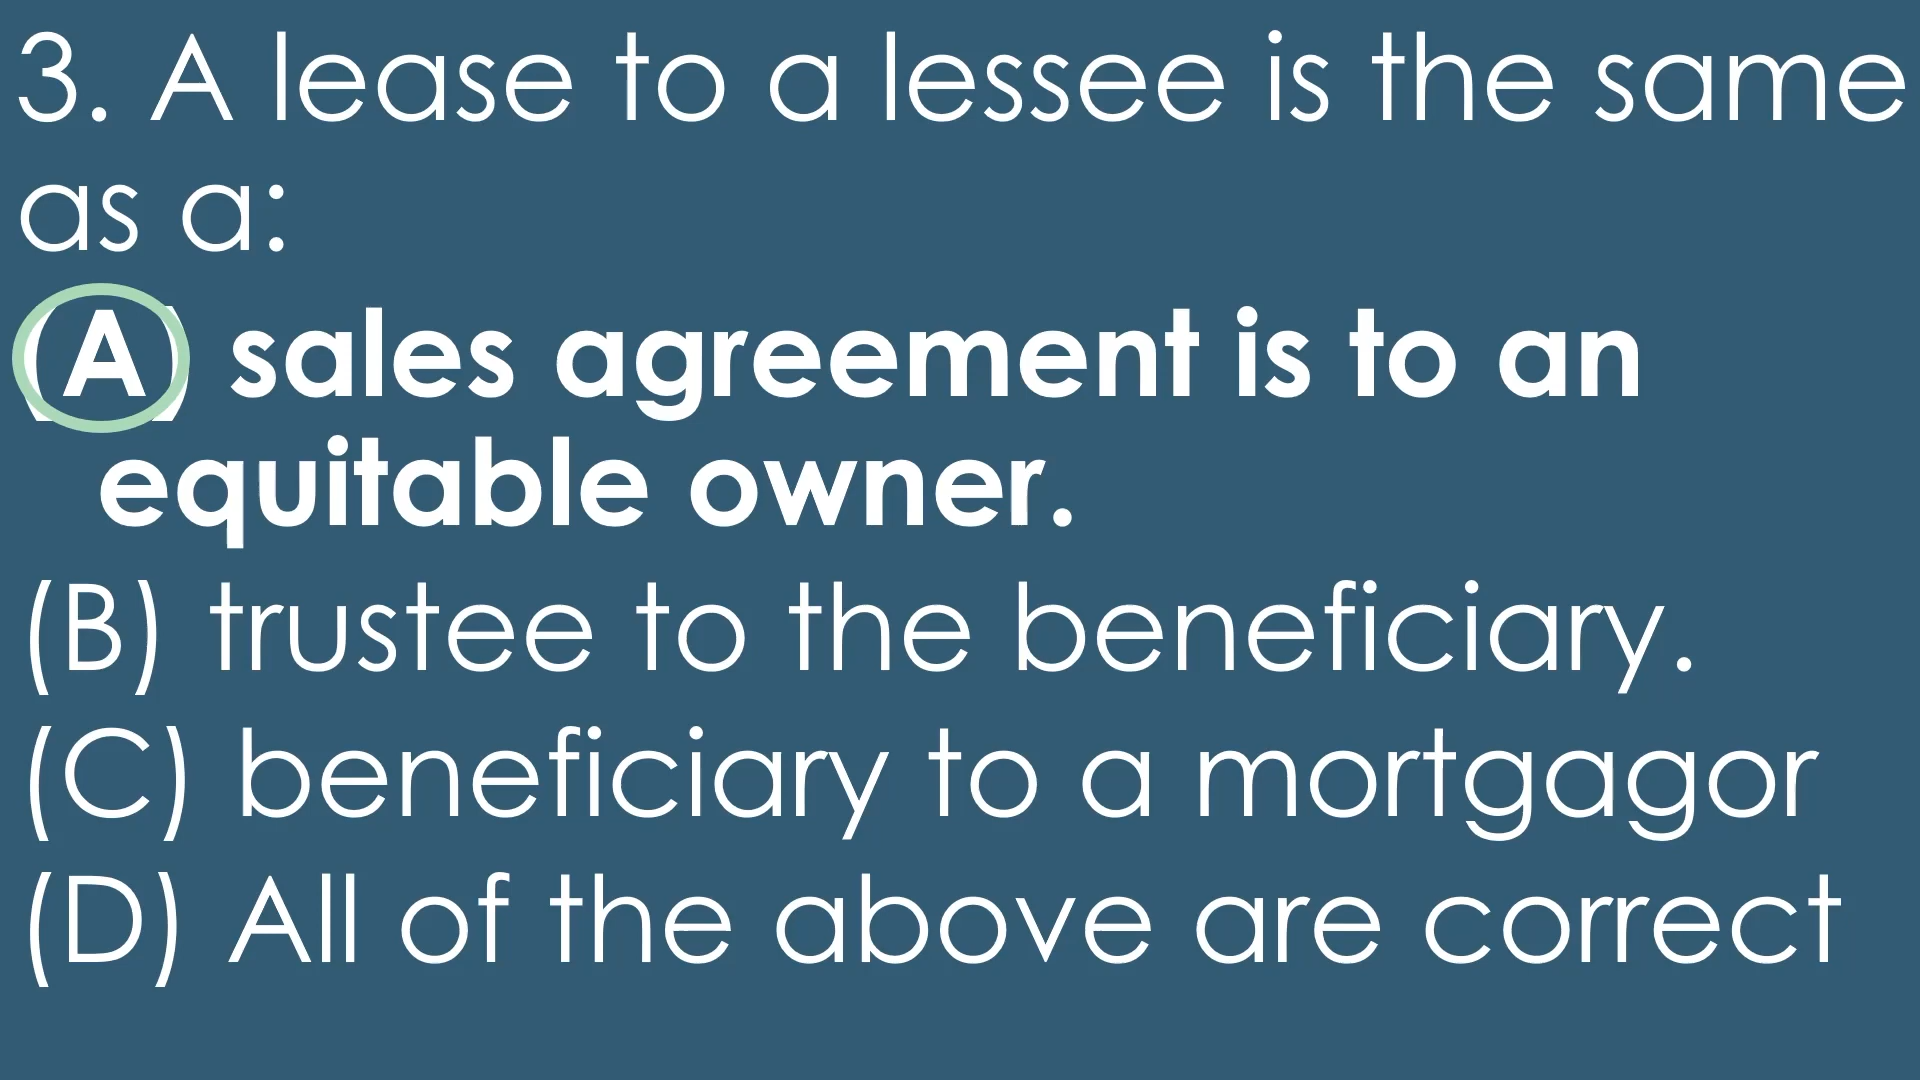 3. A lease to a lessee is the same
as a:
(A) sales agreement is to an
equitable owner.
(B) trustee to the beneficiary.
(C) beneficiary to a mortgagor
(D) All of the above are correct